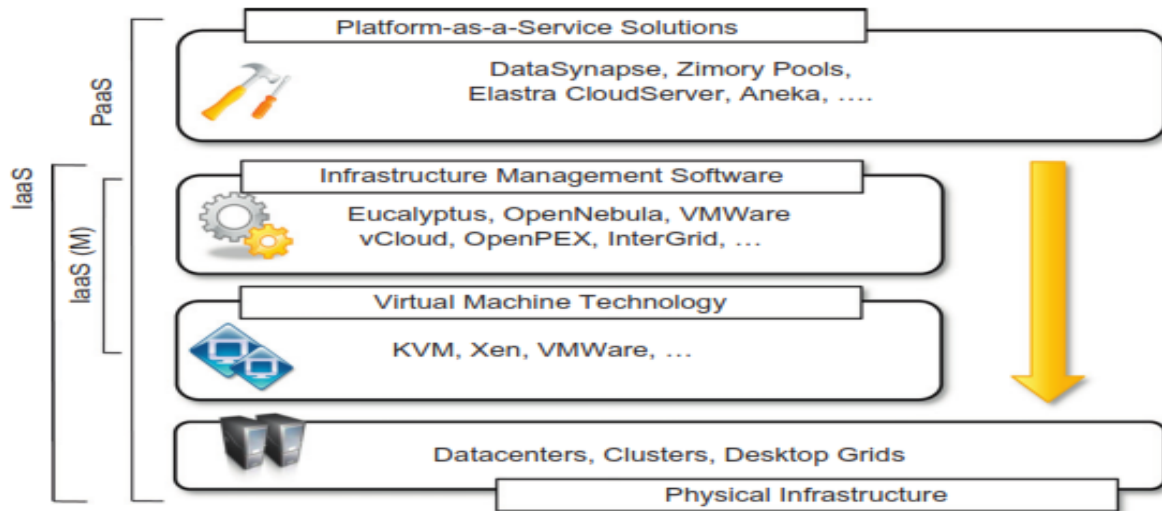 Platform-as-a-Service Solutions
DataSynapse, Zimory Pools,
Elastra CloudServer, Aneka, ….
PaaS
IaaS
IaaS (M)
Infrastructure Management Software
Eucalyptus, OpenNebula, VMWare
vCloud, OpenPEX, InterGrid, …
Virtual Machine Technology
KVM, Xen, VMWare, …
Datacenters, Clusters, Desktop Grids
Physical Infrastructure